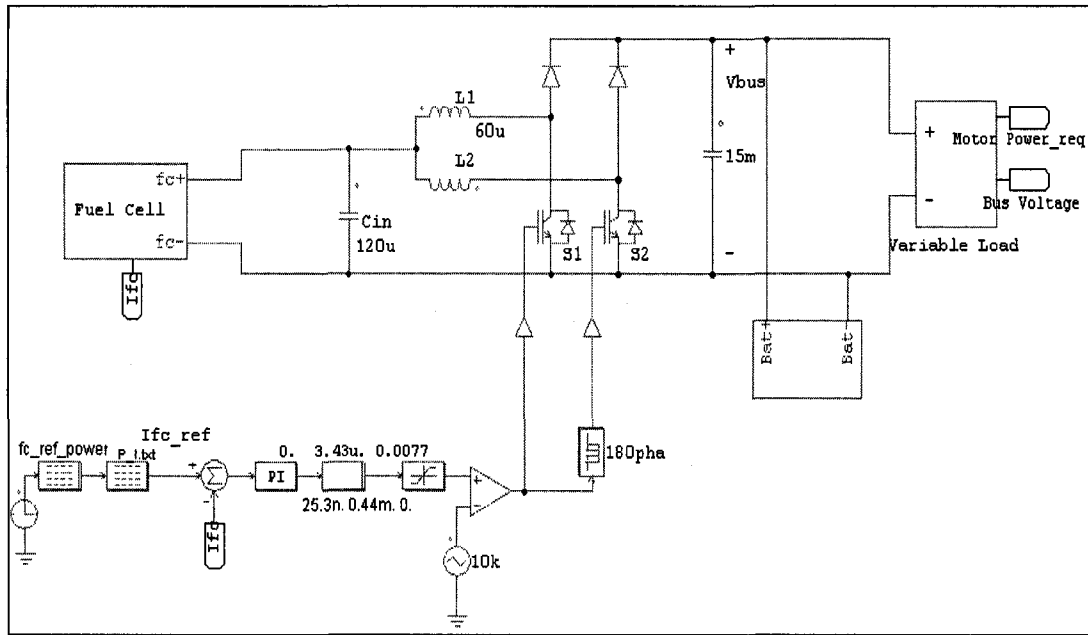 L1
60u
L2
+
Vbus
15m
-
+
-
Motor Power_req
Bus Voltage
Variable Load
Fuel Cell
fc+
fc-
Ifc
Cin
120u
S1
S2
Bat+
Bat-
fc_ref_power
P_I.txt
Ifc_ref
+
-
Σ
Ifc
PI
0. 3.43u. 0.0077
25.3n. 0.44m. 0.
+
-
10k
180pha